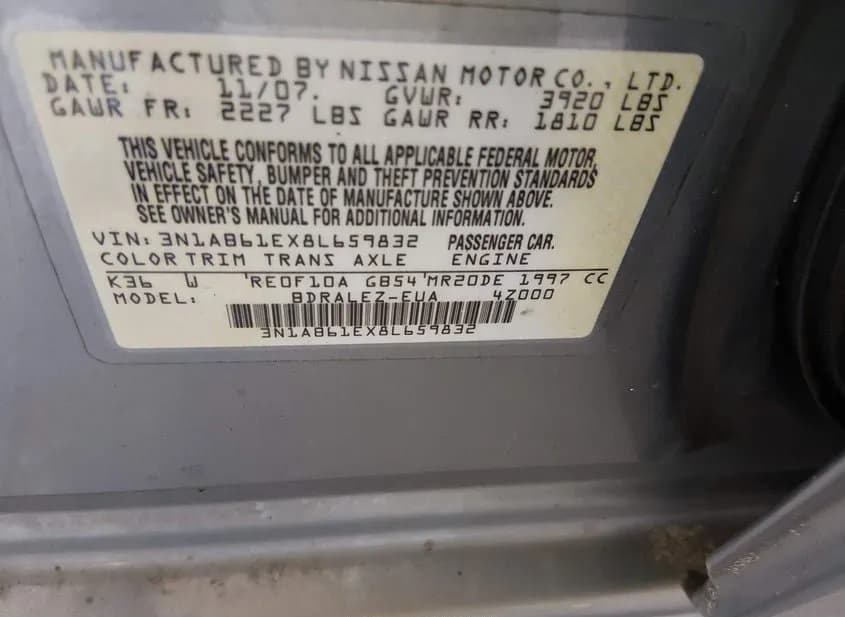 MANUFACTURED BY NISSAN MOTOR CO., LTD.
DATE: 11/07. GVWR: 3920 LBS
GAWR FR: 2227 LBS GAWR RR: 1810 LBS
THIS VEHICLE CONFORMS TO ALL APPLICABLE FEDERAL MOTOR
VEHICLE SAFETY, BUMPER AND THEFT PREVENTION STANDARDS
IN EFFECT ON THE DATE OF MANUFACTURE SHOWN ABOVE.
SEE OWNER'S MANUAL FOR ADDITIONAL INFORMATION.
VIN: 3N1AB61EX8L659832 PASSENGER CAR.
COLOR TRIM TRANS AXLE ENGINE
K36 W RE0F10A GB54 MR20DE 1997 CC
MODEL: BDRALEZ-EUA 4Z000
3N1AB61EX8L659832